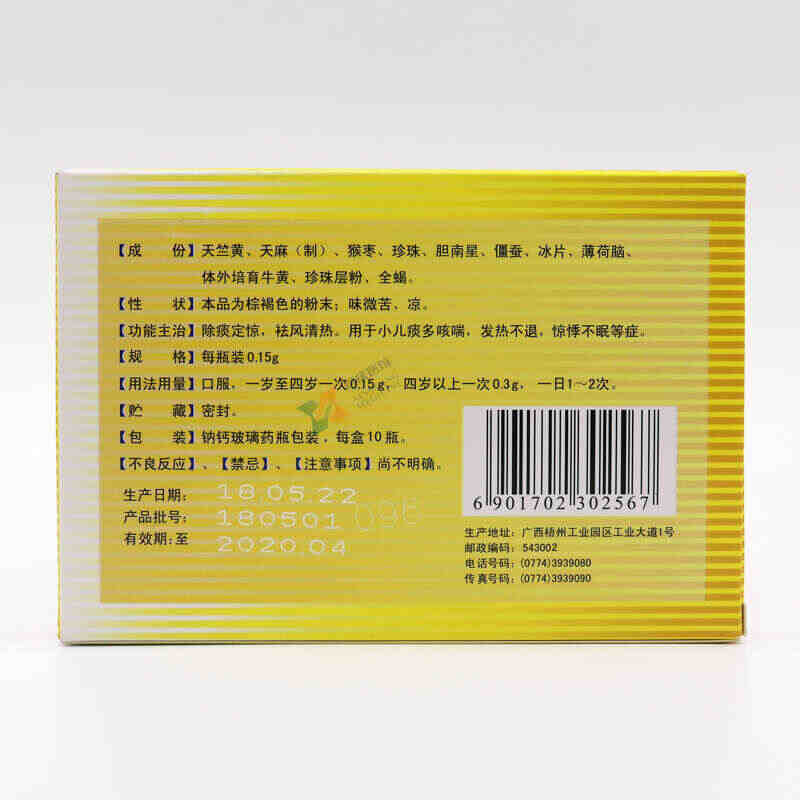 【成 份】天竺黄、天麻（制）、猴枣、珍珠、胆南星、僵蚕、冰片、薄荷脑、
体外培育牛黄、珍珠层粉、全蝎。
【性 状】本品为棕褐色的粉末；味微苦、凉。
【功能主治】除痰定惊，祛风清热。用于小儿痰多咳喘，发热不退，惊悸不眠等症。
【规 格】每瓶装0.15g
【用法用量】口服，一岁至四岁一次0.15g，四岁以上一次0.3g，一日1～2次。
【贮 藏】密封。
【包 装】钠钙玻璃药瓶包装，每盒10瓶。
【不良反应】、【禁忌】、【注意事项】尚不明确。
生产日期： 18.05.22
产品批号： 180501
有效期：至 2020.04
6 901702 302567
生产地址：广西梧州工业园区工业大道1号
邮政编码：543002
电话号码：(0774)3939080
传真号码：(0774)3939090